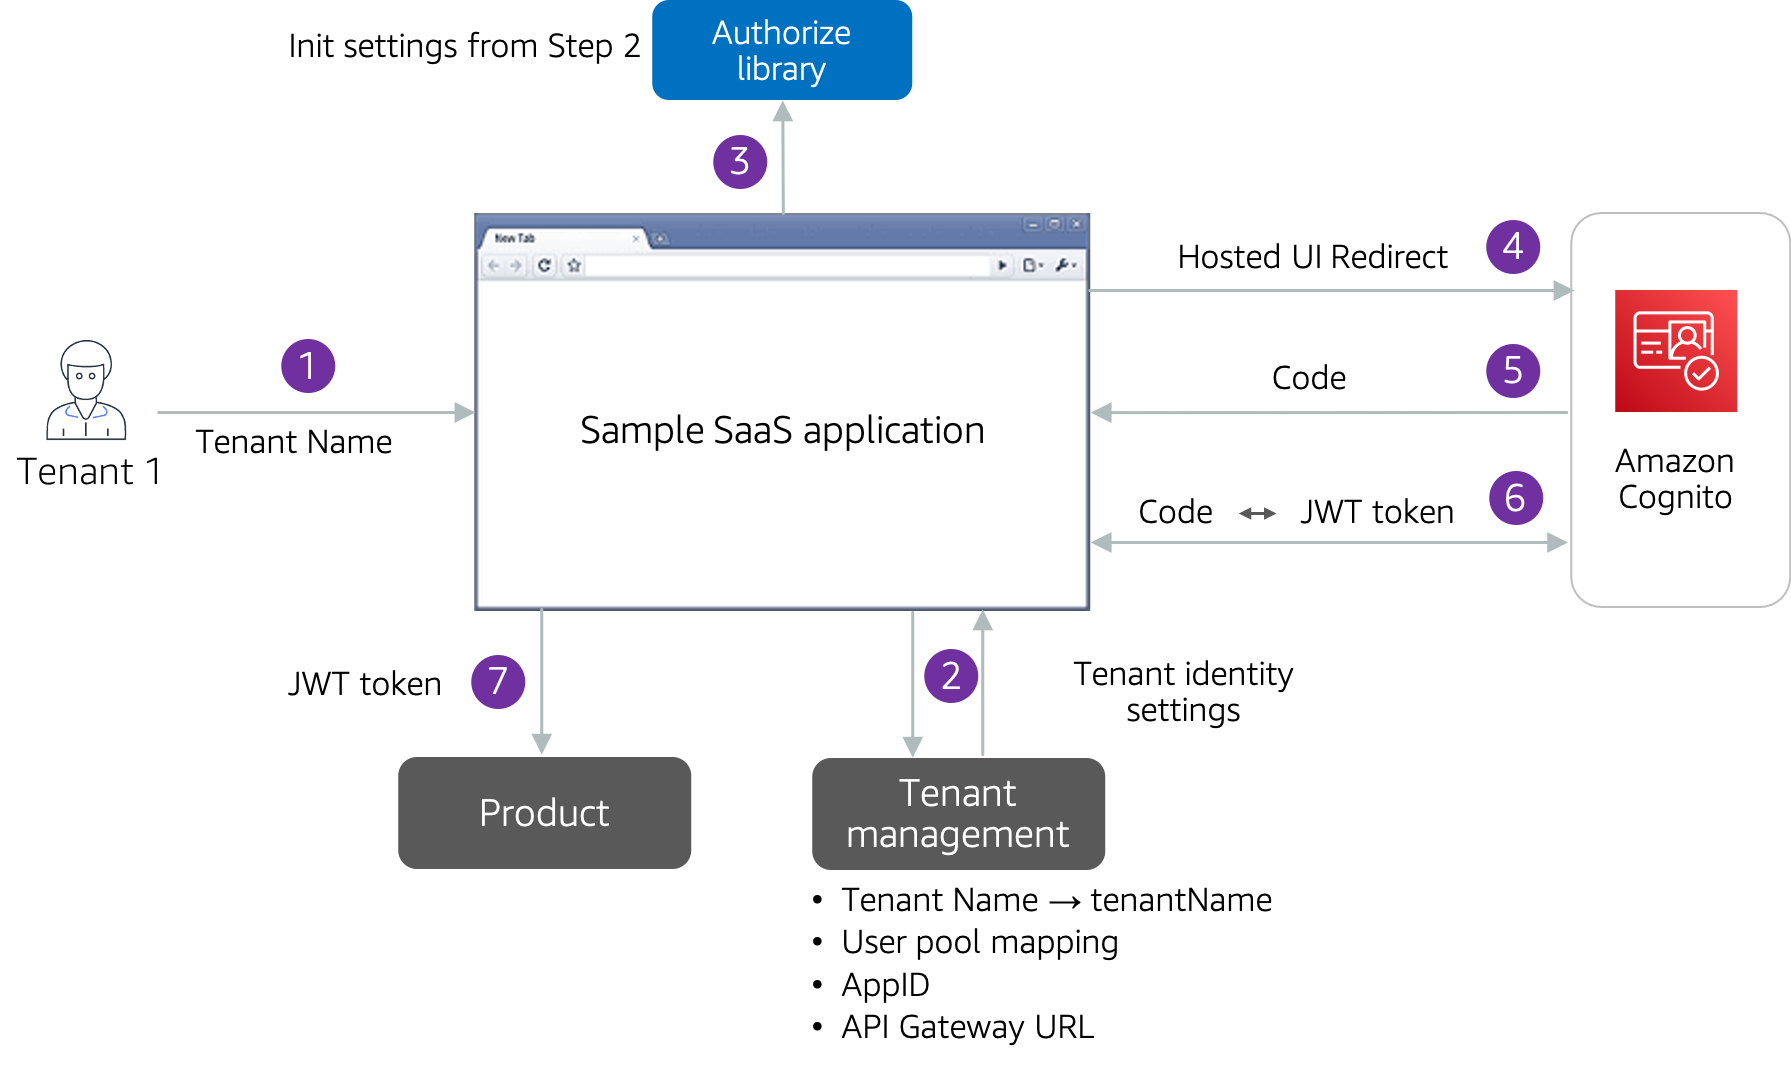 Init settings from Step 2
Authorize
library
3
New Tab
Hosted UI Redirect
4
1
Code
5
Sample SaaS application
Tenant Name
Tenant 1
Amazon
Cognito
Code ↔ JWT token
6
JWT token
7
2
Tenant identity
settings
Product
Tenant
management
• Tenant Name → tenantName
• User pool mapping
• AppID
• API Gateway URL